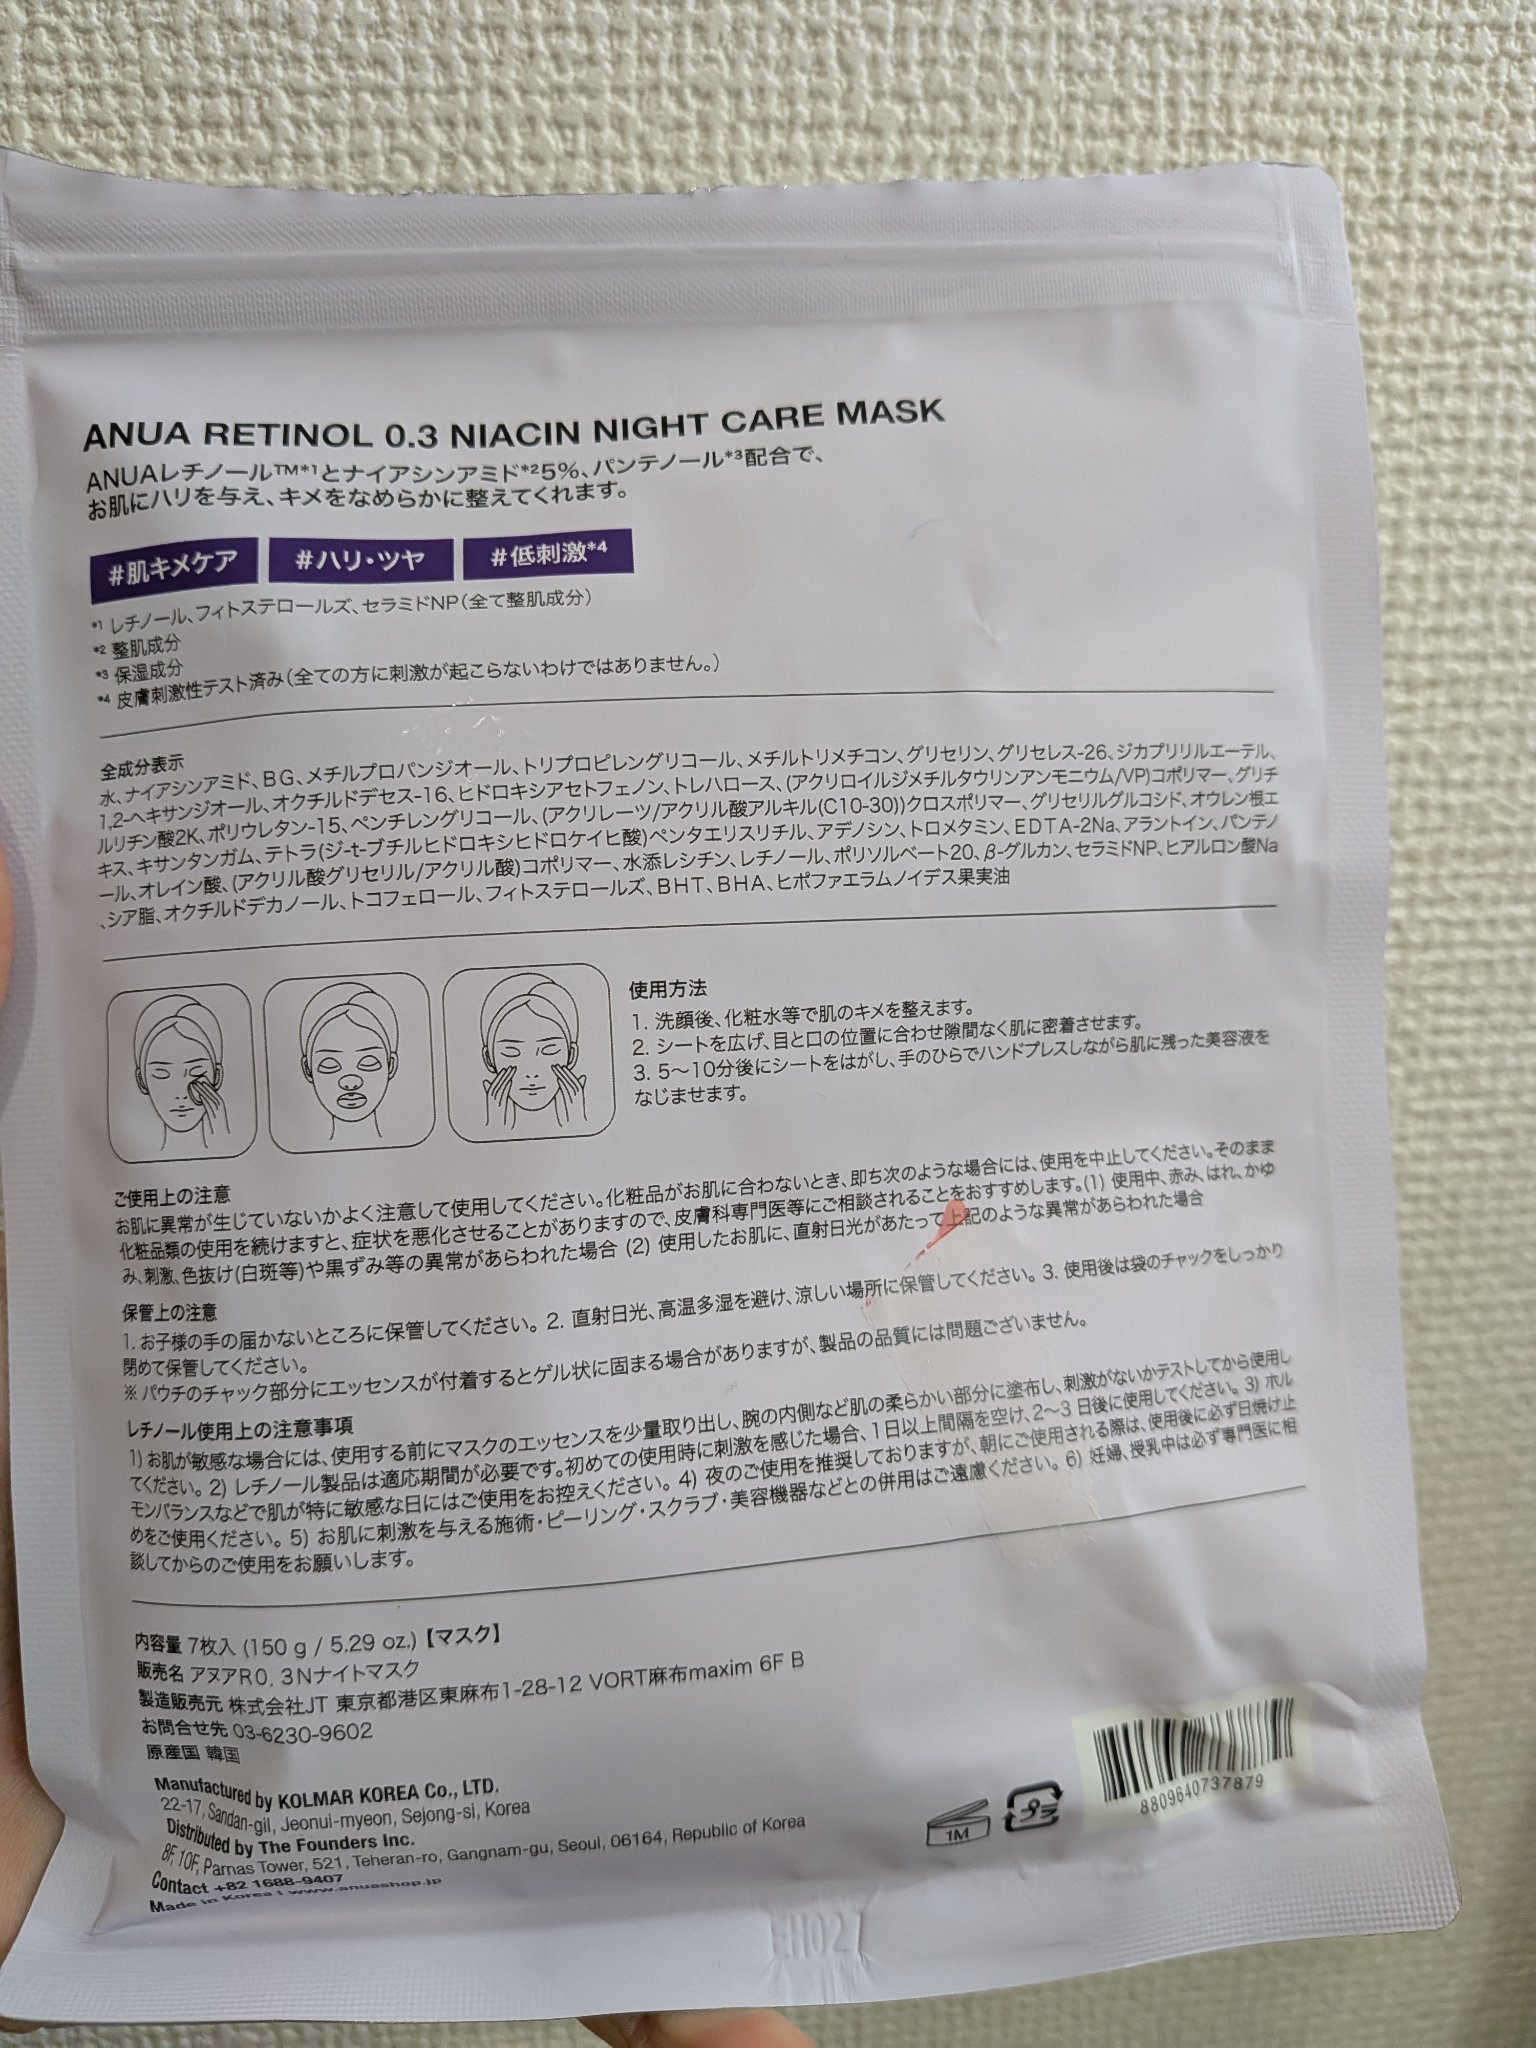 ANUA RETINOL 0.3 NIACIN NIGHT CARE MASK
ANUAレチノール™*1とナイアシンアミド*25%、パンテノール*3配合で、
お肌にハリを与え、キメをなめらかに整えてくれます。
#肌キメケア #ハリ・ツヤ #低刺激*4
*1 レチノール、フィトステロールズ、セラミドNP(全て整肌成分)
*2 整肌成分
*3 保湿成分
*4 皮膚刺激性テスト済み(全ての方に刺激が起こらないわけではありません。)
全成分表示
水、ナイアシンアミド、BG、メチルプロパンジオール、トリプロピレングリコール、メチルトリメチコン、グリセリン、グリセレス-26、ジカプリリルエーテル、
1,2-ヘキサンジオール、オクチルドデセス-16、ヒドロキシアセトフェノン、トレハロース、(アクリロイルジメチルタウリンアンモニウム/VP)コポリマー、グリチ
ルリチン酸2K、ポリウレタン-15、ペンチレングリコール、(アクリレーツ/アクリル酸アルキル(C10-30))クロスポリマー、グリセリルグルコシド、オウレン根エ
キス、キサンタンガム、テトラ(ジ-t-ブチルヒドロキシヒドロケイヒ酸)ペンタエリスリチル、アデノシン、トロメタミン、EDTA-2Na、アラントイン、パンテノ
ール、オレイン酸、(アクリル酸グリセリル/アクリル酸)コポリマー、水添レシチン、レチノール、ポリソルベート20、β-グルカン、セラミドNP、ヒアルロン酸Na
、シア脂、オクチルドデカノール、トコフェロール、フィトステロールズ、BHT、BHA、ヒポファエラムノイデス果実油
使用方法
1. 洗顔後、化粧水等で肌のキメを整えます。
2. シートを広げ、目と口の位置に合わせ隙間なく肌に密着させます。
3. 5〜10分後にシートをはがし、手のひらでハンドプレスしながら肌に残った美容液を
なじませます。
ご使用上の注意
お肌に異常が生じていないかよく注意して使用してください。化粧品がお肌に合わないとき、即ち次のような場合には、使用を中止してください。そのまま
化粧品類の使用を続けますと、症状を悪化させることがありますので、皮膚科専門医等にご相談されることをおすすめします。(1) 使用中、赤み、はれ、かゆ
み、刺激、色抜け(白斑等)や黒ずみ等の異常があらわれた場合 (2) 使用したお肌に、直射日光があたって上記のような異常があらわれた場合
保管上の注意
1. お子様の手の届かないところに保管してください。 2. 直射日光、高温多湿を避け、涼しい場所に保管してください。 3. 使用後は袋のチャックをしっかり
閉めて保管してください。
※ パウチのチャック部分にエッセンスが付着するとゲル状に固まる場合がありますが、製品の品質には問題ございません。
レチノール使用上の注意事項
1) お肌が敏感な場合には、使用する前にマスクのエッセンスを少量取り出し、腕の内側など肌の柔らかい部分に塗布し、刺激がないかテストしてから使用し
てください。 2) レチノール製品は適応期間が必要です。初めての使用時に刺激を感じた場合、1日以上間隔を空け、2〜3 日後に使用してください。 3) ホル
モンバランスなどで肌が特に敏感な日にはご使用をお控えください。 4) 夜のご使用を推奨しておりますが、朝にご使用される際は、使用後に必ず日焼け止
めをご使用ください。 5) お肌に刺激を与える施術・ピーリング・スクラブ・美容機器などとの併用はご遠慮ください。 6) 妊婦、授乳中は必ず専門医に相
談してからのご使用をお願いします。
内容量 7枚入 (150 g / 5.29 oz.)【マスク】
販売名 アヌアR0.3Nナイトマスク
製造販売元 株式会社JT 東京都港区東麻布1-28-12 VORT麻布maxim 6F B
お問合せ先 03-6230-9602
原産国 韓国
Manufactured by KOLMAR KOREA Co., LTD.
22-17, Sandan-gil, Jeonui-myeon, Sejong-si, Korea
Distributed by The Founders Inc.
8F, 10F, Parnas Tower, 521, Teheran-ro, Gangnam-gu, Seoul, 06164, Republic of Korea
Contact +82 1688-9407
Made in Korea | www.anuashop.jp
1M
8809640737879